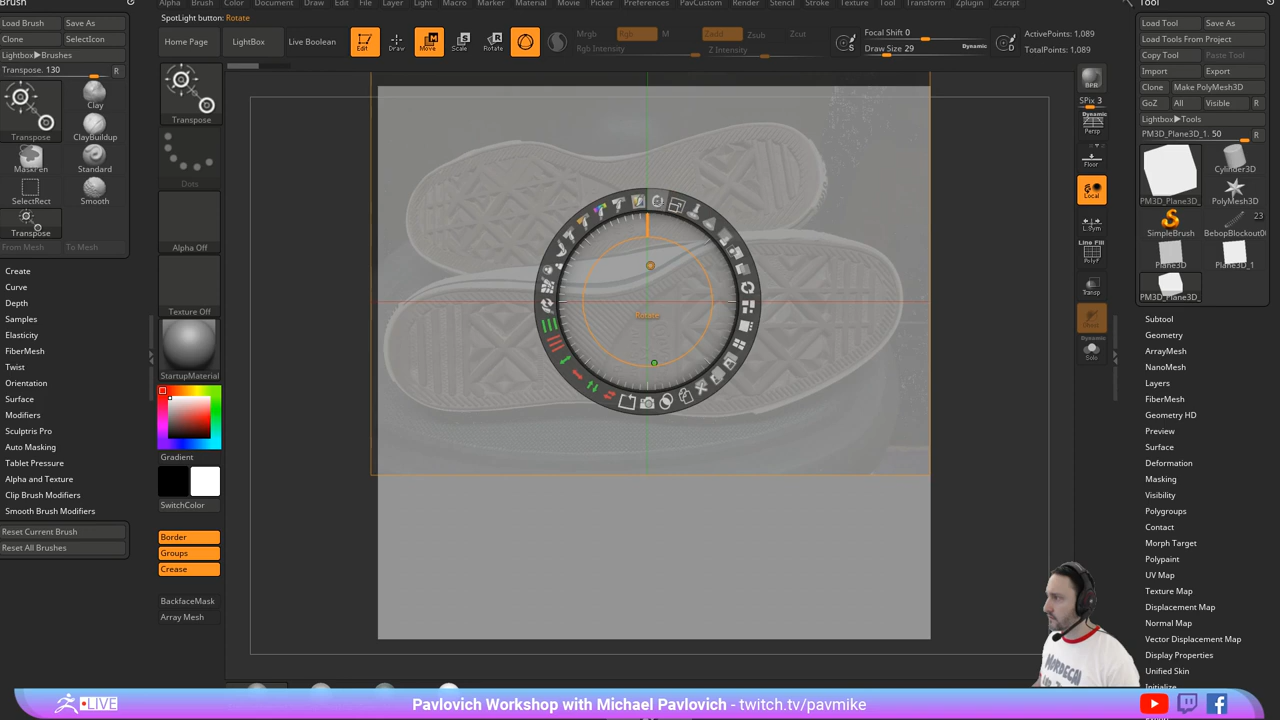 Brush
Alpha Brush Color Document Draw Edit File Layer Light Macro Marker Material Movie Picker Preferences PavCustom Render Stencil Stroke Texture Tool Transform Zplugin Zscript
Tool
SpotLight button: Rotate
Load Brush Save As
Clone SelectIcon
Lightbox▶Brushes
Transpose. 130 R
Transpose
Clay
ClayBuildup
MaskPen Standard
SelectRect Smooth
Transpose
From Mesh To Mesh
Create
Curve
Depth
Samples
Elasticity
FiberMesh
Twist
Orientation
Surface
Modifiers
Sculptris Pro
Auto Masking
Tablet Pressure
Alpha and Texture
Clip Brush Modifiers
Smooth Brush Modifiers
Reset Current Brush
Reset All Brushes
Home Page LightBox Live Boolean
Edit Draw Move Scale Rotate
Mrgb Rgb M
Rgb Intensity
Zadd Zsub Zcut
Z Intensity
Focal Shift 0
Draw Size 29 Dynamic
S D
ActivePoints: 1,089
TotalPoints: 1,089
Transpose
Dots
Alpha Off
Texture Off
StartupMaterial
Gradient
SwitchColor
Border
Groups
Crease
BackfaceMask
Array Mesh
Rotate
BPR
SPix 3
Dynamic
Persp
Floor
Local
L.Sym
Line Fill
PolyF
Transp
Ghost
Dynamic
Solo
Load Tool Save As
Load Tools From Project
Copy Tool Paste Tool
Import Export
Clone Make PolyMesh3D
GoZ All Visible R
Lightbox▶Tools
PM3D_Plane3D_1. 50 R
PM3D_Plane3D_ Cylinder3D
PolyMesh3D
23
SimpleBrush BebopBlockout0
Plane3D Plane3D_1
PM3D_Plane3D_
Subtool
Geometry
ArrayMesh
NanoMesh
Layers
FiberMesh
Geometry HD
Preview
Surface
Deformation
Masking
Visibility
Polygroups
Contact
Morph Target
Polypaint
UV Map
Texture Map
Displacement Map
Normal Map
Vector Displacement Map
Display Properties
Unified Skin
Initialize
LIVE
Pavlovich Workshop with Michael Pavlovich - twitch.tv/pavmike